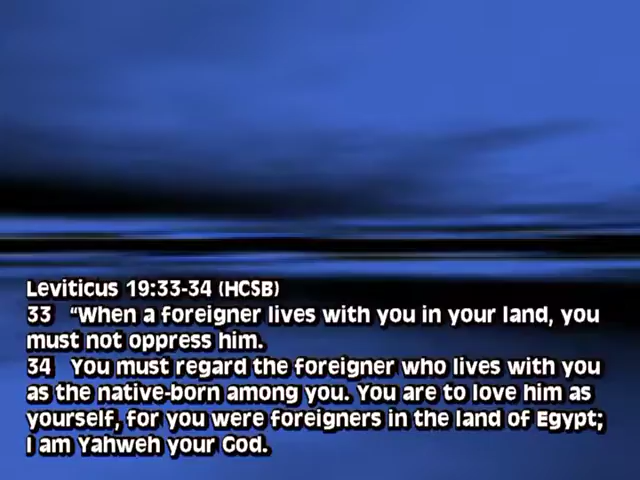 Leviticus 19:33-34 (HCSB)
33 "When a foreigner lives with you in your land, you
must not oppress him.
34 You must regard the foreigner who lives with you
as the native-born among you. You are to love him as
yourself, for you were foreigners in the land of Egypt;
I am Yahweh your God.